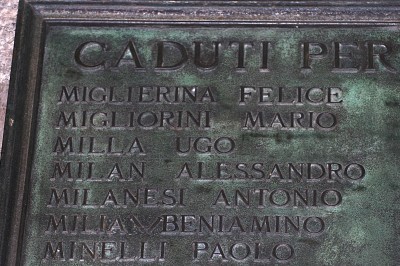 CADUTI PER
MIGLIERINA FELICE
MIGLIORINI MARIO
MILLA UGO
MILAN ALESSANDRO
MILANESI ANTONIO
MILIAN BENIAMINO
MINELLI PAOLO